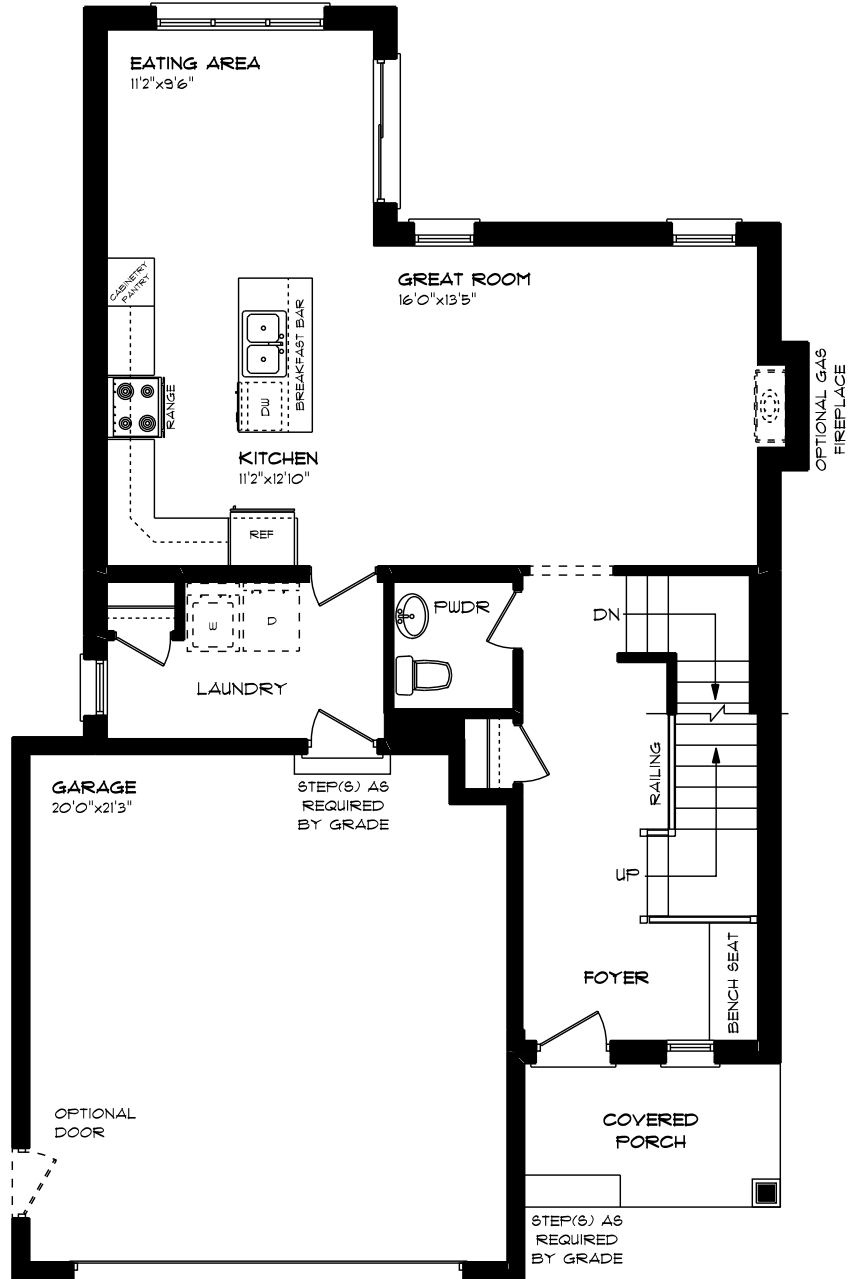 EATING AREA
11'2"x9'6"
GREAT ROOM
16'0"x13'5"
CABINETRY
PANTRY
BREAKFAST BAR
RANGE
DW
OPTIONAL GAS
FIREPLACE
KITCHEN
11'2"x12'10"
REF
PWDR
DN
W
D
LAUNDRY
RAILING
GARAGE
20'0"x21'3"
STEP(S) AS
REQUIRED
BY GRADE
UP
FOYER
BENCH SEAT
OPTIONAL
DOOR
COVERED
PORCH
STEP(S) AS
REQUIRED
BY GRADE